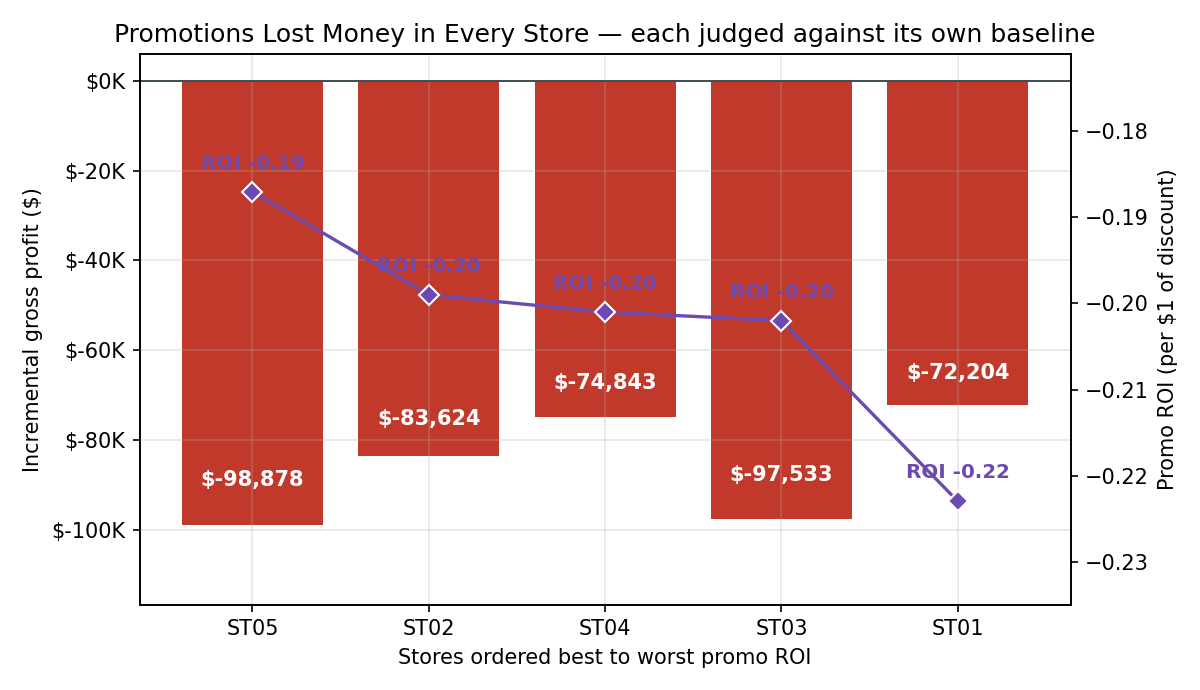 Promotions Lost Money in Every Store — each judged against its own baseline
Incremental gross profit ($)
$0K
$-20K
$-40K
$-60K
$-80K
$-100K
ROI -0.19
ROI -0.20
ROI -0.20
ROI -0.20
ROI -0.22
$-98,878
$-83,624
$-74,843
$-97,533
$-72,204
−0.18
−0.19
−0.20
−0.21
−0.22
−0.23
Promo ROI (per $1 of discount)
ST05
ST02
ST04
ST03
ST01
Stores ordered best to worst promo ROI